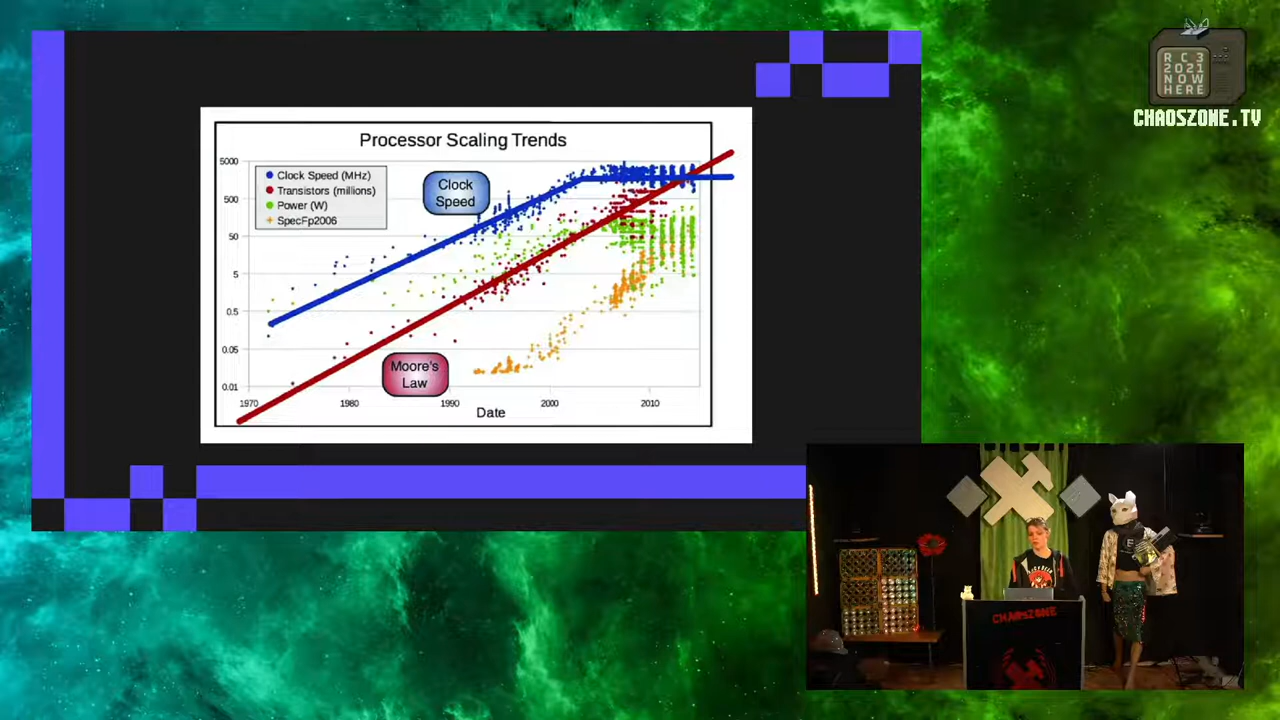 Processor Scaling Trends
5000
500
50
5
0.5
0.05
0.01
Clock Speed (MHz)
Transistors (millions)
Power (W)
SpecFp2006
Clock
Speed
Moore's
Law
1970
1980
1990
2000
2010
Date
RC3
2021
NOW
HERE
CHAOSZONE.TV
CHAOSZONE